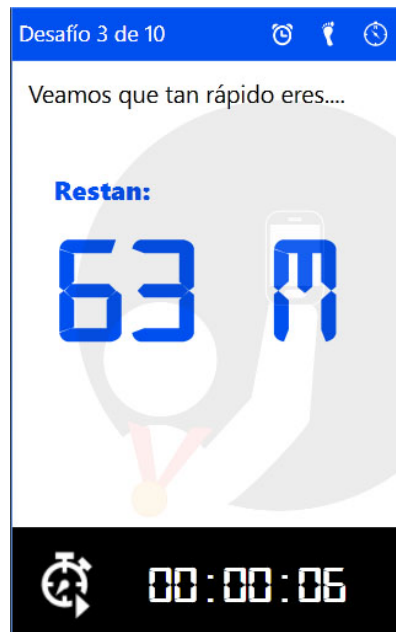 Desafío 3 de 10
Veamos que tan rápido eres....
Restan:
63 M
00:00:06